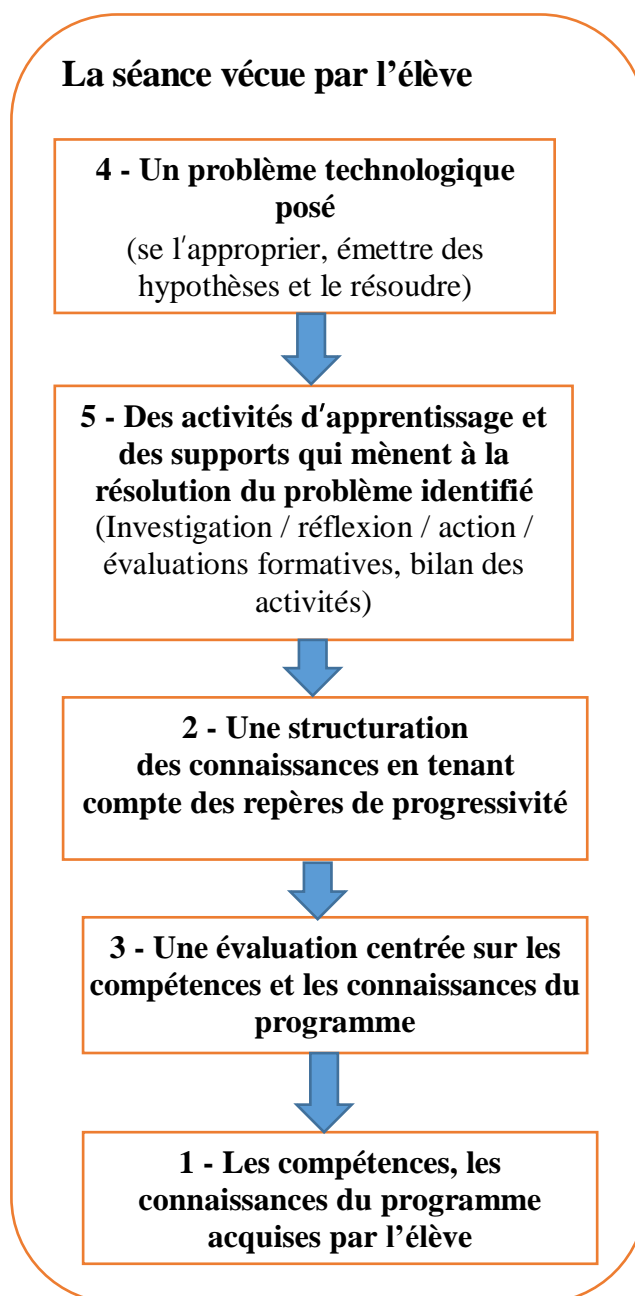 La séance vécue par l'élève
4 - Un problème technologique
posé
(se l'approprier, émettre des
hypothèses et le résoudre)
5 - Des activités d'apprentissage et
des supports qui mènent à la
résolution du problème identifié
(Investigation / réflexion / action /
évaluations formatives, bilan des
activités)
2 - Une structuration
des connaissances en tenant
compte des repères de progressivité
3 - Une évaluation centrée sur les
compétences et les connaissances du
programme
1 - Les compétences, les
connaissances du programme
acquises par l'élève